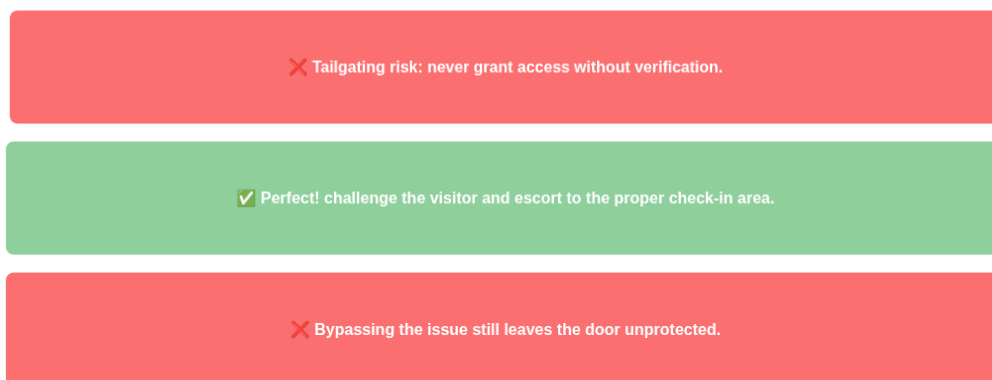 ❌ Tailgating risk: never grant access without verification.
✅ Perfect! challenge the visitor and escort to the proper check-in area.
❌ Bypassing the issue still leaves the door unprotected.